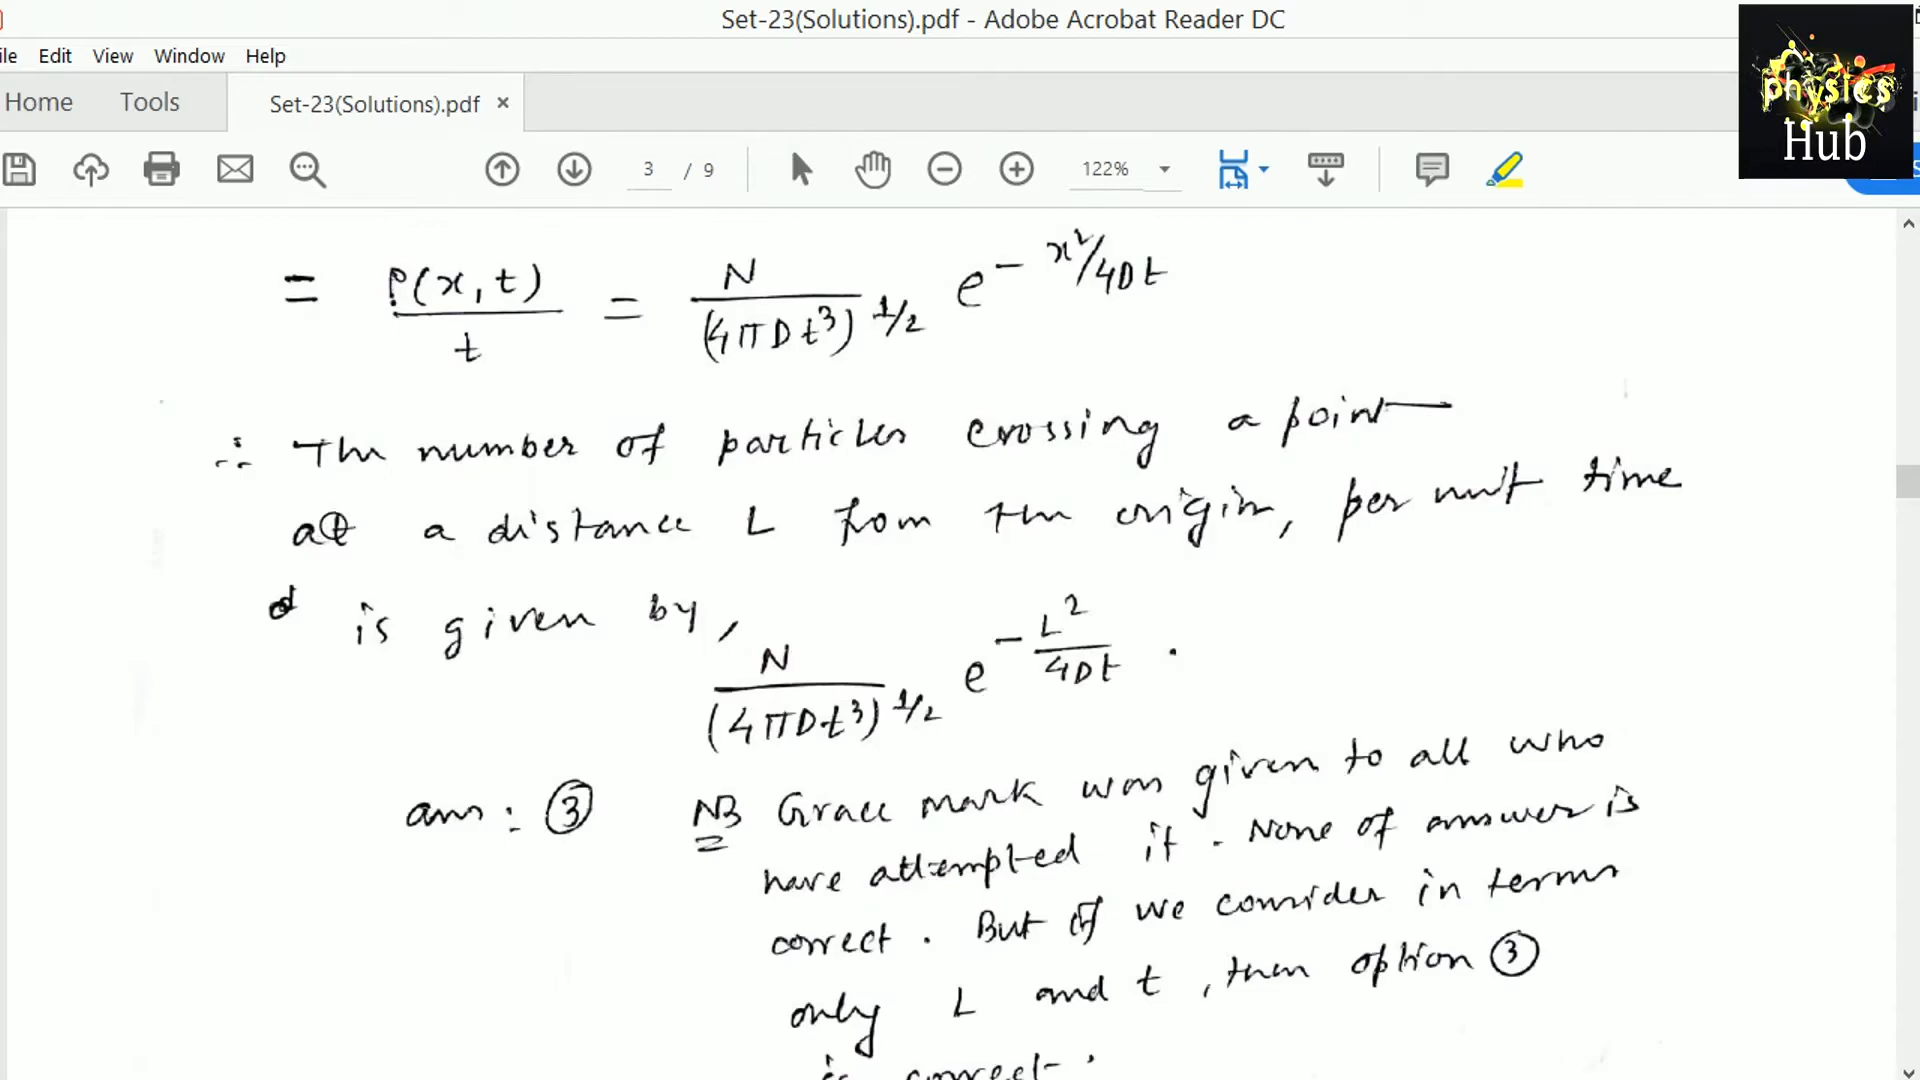 Set-23(Solutions).pdf - Adobe Acrobat Reader DC
ile Edit View Window Help
Home Tools Set-23(Solutions).pdf ×
3 / 9 122%
physics
Hub
= P(x,t)/t = N/(4πDt³)^1/2 e^-x²/4Dt
∴ The number of particles crossing a point
at a distance L from the origin, per unit time
is given by,
N/(4πDt³)^1/2 e^-L²/4Dt .
ans: ③ NB Grace mark was given to all who
have attempted it. None of answer is
correct. But if we consider in terms
only L and t, then option ③
is correct.